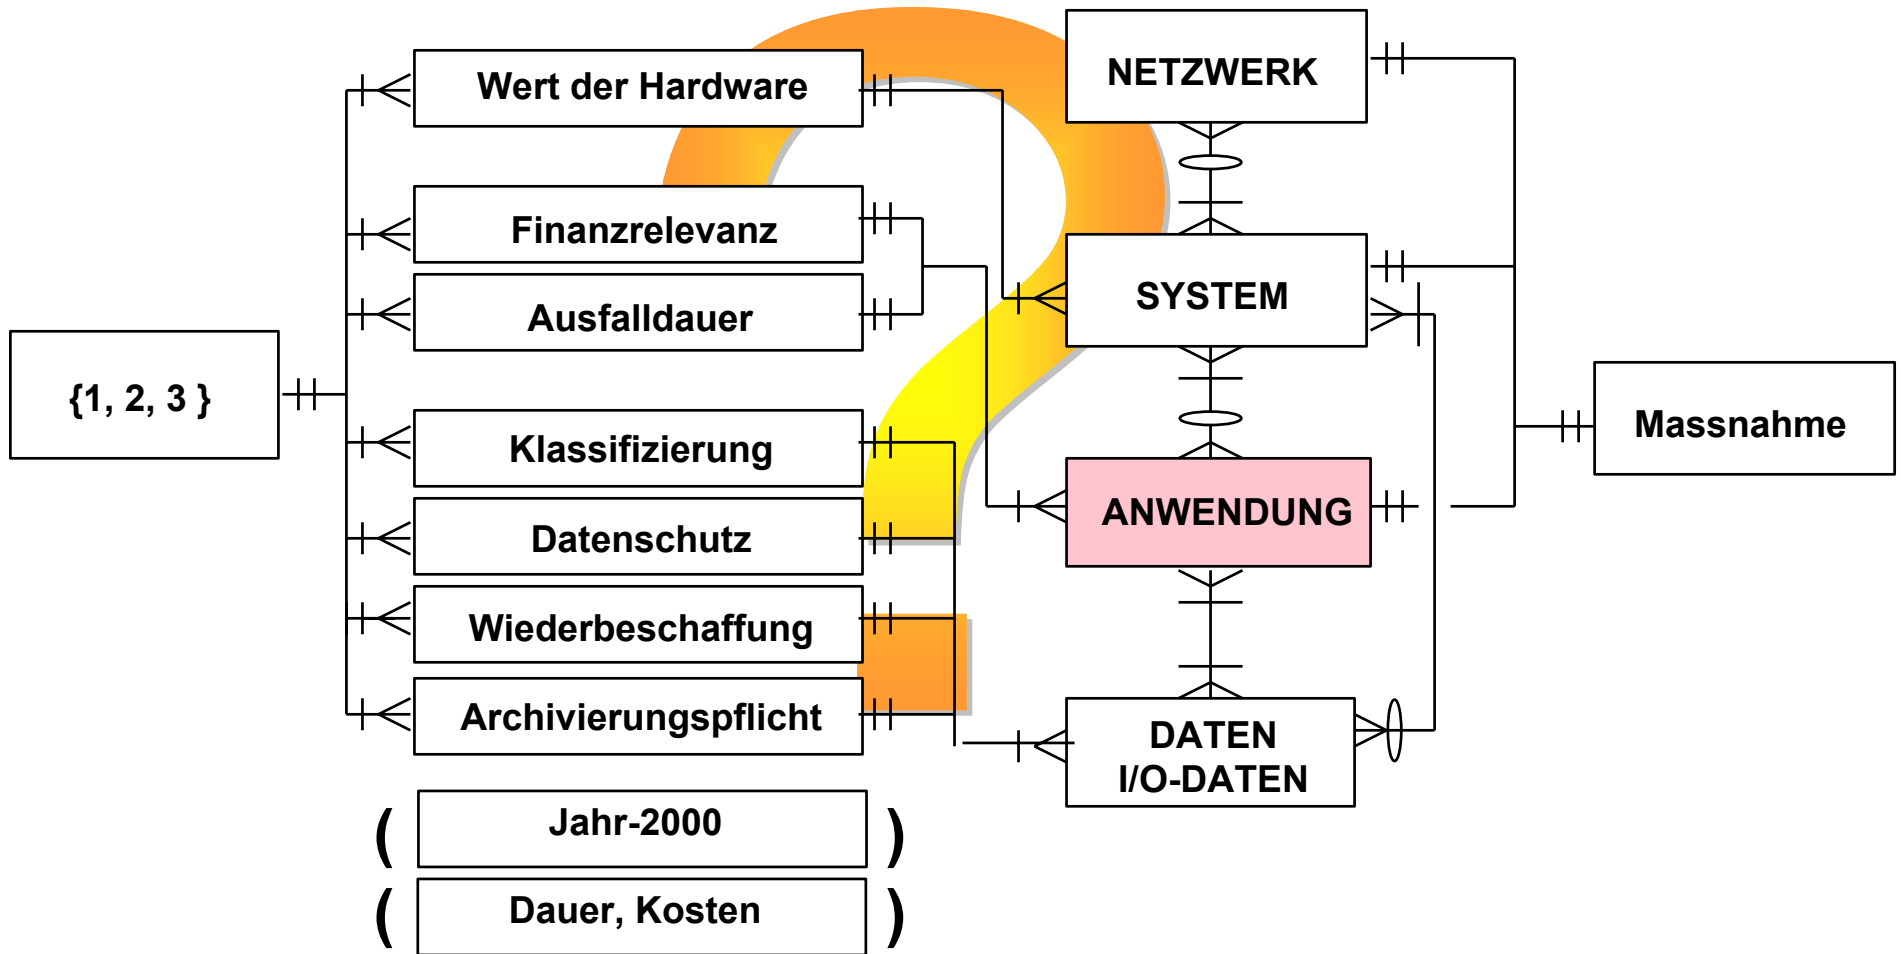 {1, 2, 3 }
Wert der Hardware
Finanzrelevanz
Ausfalldauer
Klassifizierung
Datenschutz
Wiederbeschaffung
Archivierungspflicht
( Jahr-2000 )
( Dauer, Kosten )
NETZWERK
SYSTEM
ANWENDUNG
DATEN
I/O-DATEN
Massnahme